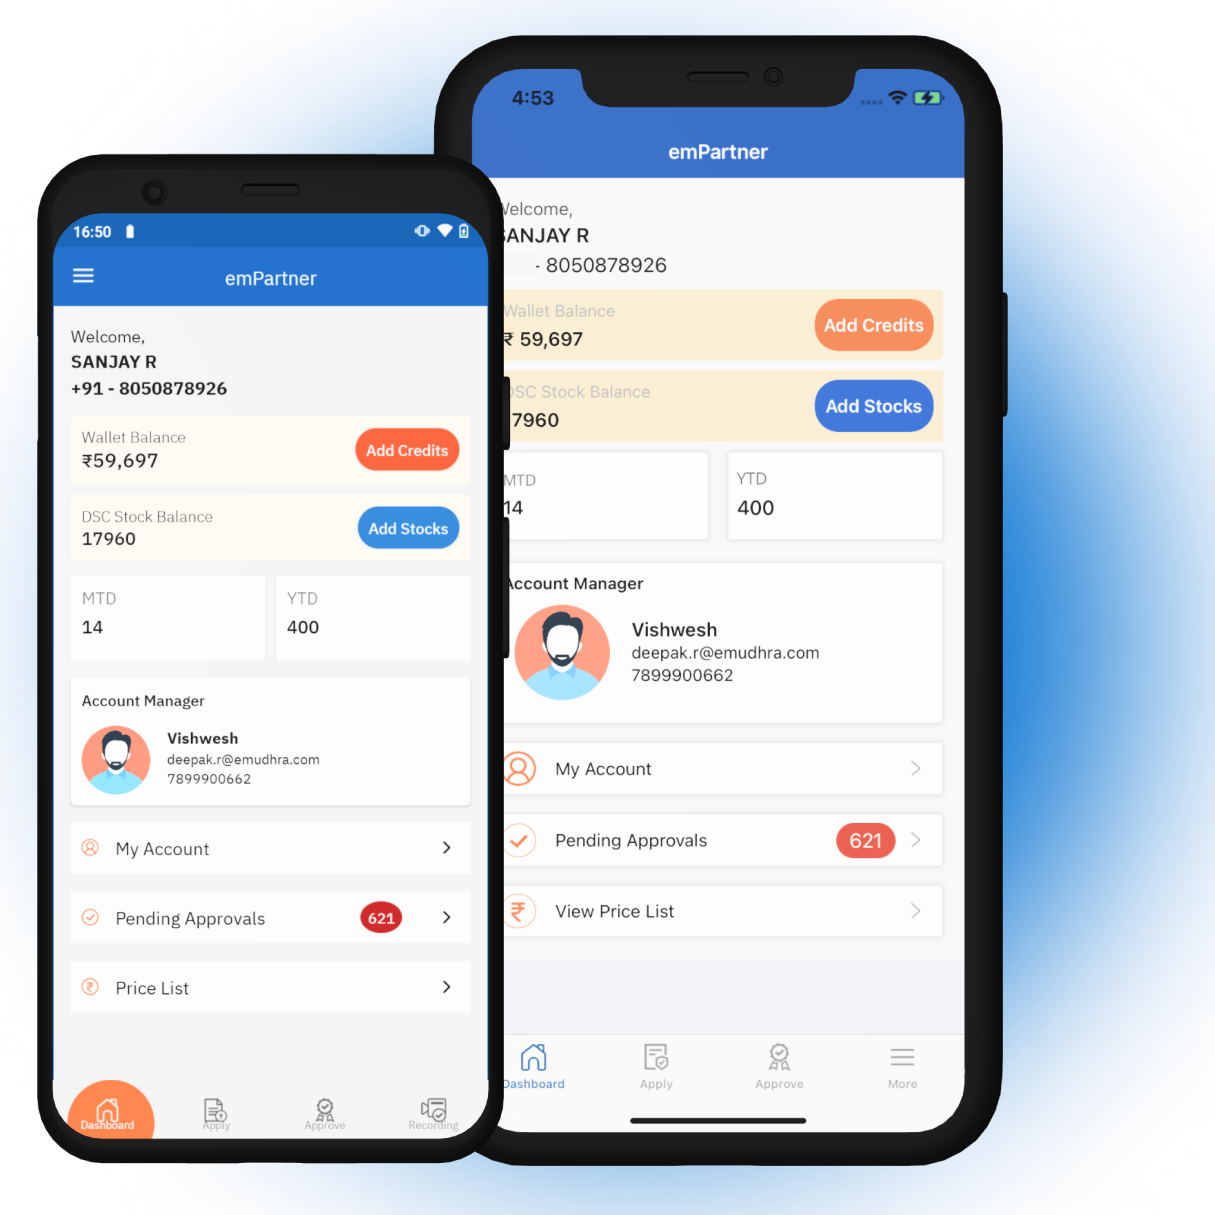 16:50
emPartner
Welcome,
SANJAY R
+91 - 8050878926
Wallet Balance
₹59,697
Add Credits
DSC Stock Balance
17960
Add Stocks
MTD
14
YTD
400
Account Manager
Vishwesh
deepak.r@emudhra.com
7899900662
My Account
Pending Approvals
621
Price List
Dashboard
Apply
Approve
Recording
4:53
emPartner
Welcome,
SANJAY R
- 8050878926
Wallet Balance
₹ 59,697
Add Credits
DSC Stock Balance
7960
Add Stocks
MTD
14
YTD
400
Account Manager
Vishwesh
deepak.r@emudhra.com
7899900662
My Account
Pending Approvals
621
View Price List
Dashboard
Apply
Approve
More